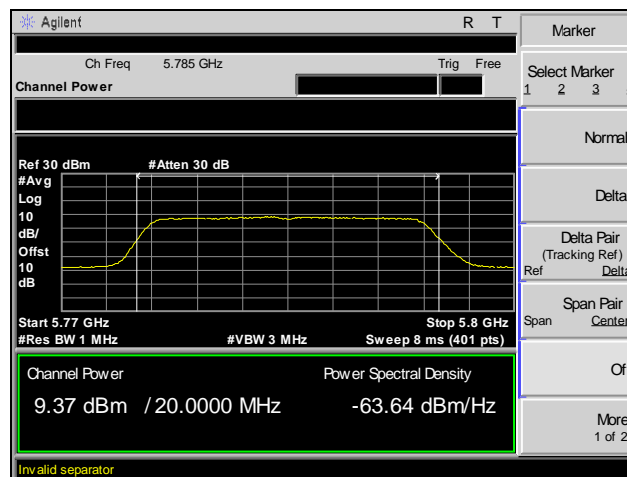 Agilent R T
Marker
Ch Freq 5.785 GHz Trig Free
Channel Power
Select Marker
1 2 3
Normal
Ref 30 dBm #Atten 30 dB
#Avg
Log
10
dB/
Offst
10
dB
Delta
Delta Pair
(Tracking Ref)
Ref Delta
Span Pair
Span Center
Start 5.77 GHz Stop 5.8 GHz
#Res BW 1 MHz #VBW 3 MHz Sweep 8 ms (401 pts)
Channel Power Power Spectral Density
9.37 dBm / 20.0000 MHz -63.64 dBm/Hz
Of
More
1 of 2
Invalid separator